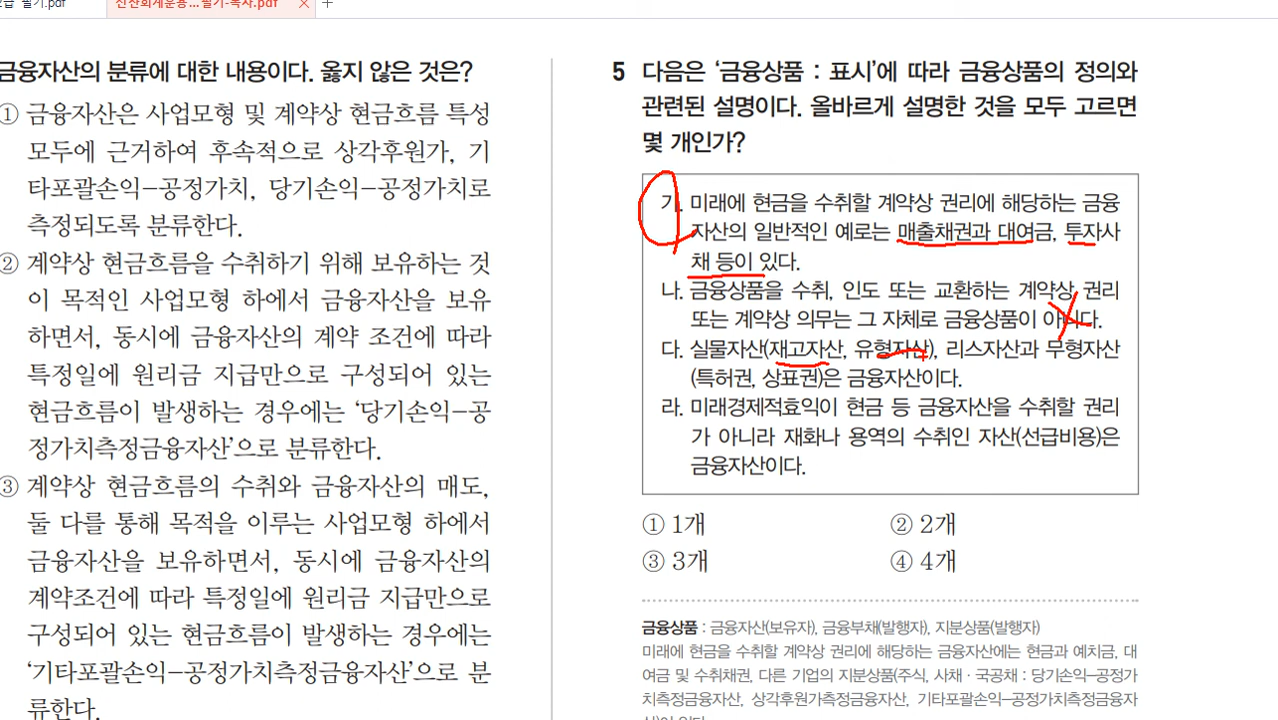 필기.pdf
전산회계운용...필기-복사.pdf × +
금융자산의 분류에 대한 내용이다. 옳지 않은 것은?
① 금융자산은 사업모형 및 계약상 현금흐름 특성
모두에 근거하여 후속적으로 상각후원가, 기
타포괄손익–공정가치, 당기손익–공정가치로
측정되도록 분류한다.
② 계약상 현금흐름을 수취하기 위해 보유하는 것
이 목적인 사업모형 하에서 금융자산을 보유
하면서, 동시에 금융자산의 계약 조건에 따라
특정일에 원리금 지급만으로 구성되어 있는
현금흐름이 발생하는 경우에는 ‘당기손익–공
정가치측정금융자산’으로 분류한다.
③ 계약상 현금흐름의 수취와 금융자산의 매도,
둘 다를 통해 목적을 이루는 사업모형 하에서
금융자산을 보유하면서, 동시에 금융자산의
계약조건에 따라 특정일에 원리금 지급만으로
구성되어 있는 현금흐름이 발생하는 경우에는
‘기타포괄손익–공정가치측정금융자산’으로 분
류한다.
5 다음은 ‘금융상품 : 표시’에 따라 금융상품의 정의와
관련된 설명이다. 올바르게 설명한 것을 모두 고르면
몇 개인가?
가. 미래에 현금을 수취할 계약상 권리에 해당하는 금융
자산의 일반적인 예로는 매출채권과 대여금, 투자사
채 등이 있다.
나. 금융상품을 수취, 인도 또는 교환하는 계약상 권리
또는 계약상 의무는 그 자체로 금융상품이 아니다.
다. 실물자산(재고자산, 유형자산), 리스자산과 무형자산
(특허권, 상표권)은 금융자산이다.
라. 미래경제적효익이 현금 등 금융자산을 수취할 권리
가 아니라 재화나 용역의 수취인 자산(선급비용)은
금융자산이다.
① 1개 ② 2개
③ 3개 ④ 4개
금융상품 : 금융자산(보유자), 금융부채(발행자), 지분상품(발행자)
미래에 현금을 수취할 계약상 권리에 해당하는 금융자산에는 현금과 예치금, 대
여금 및 수취채권, 다른 기업의 지분상품(주식, 사채 · 국공채 : 당기손익–공정가
치측정금융자산, 상각후원가측정금융자산, 기타포괄손익–공정가치측정금융자